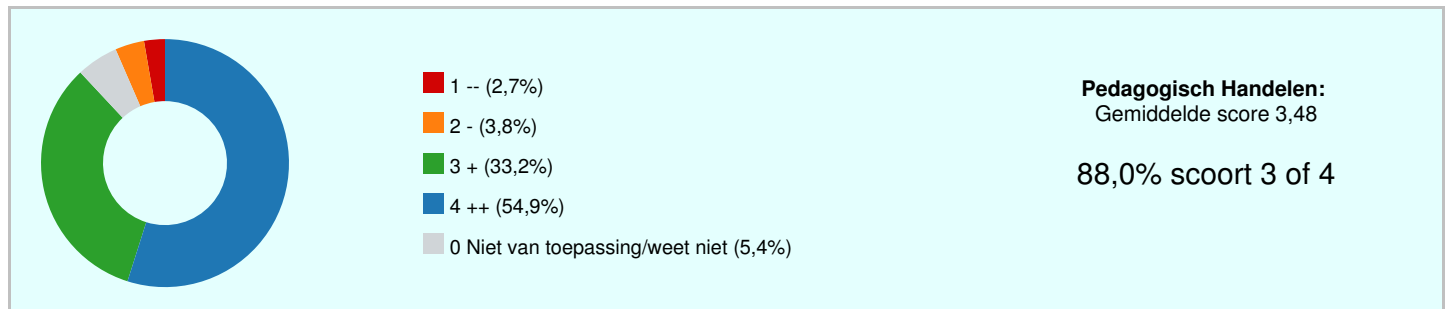 1 -- (2,7%)
2 - (3,8%)
3 + (33,2%)
4 ++ (54,9%)
0 Niet van toepassing/weet niet (5,4%)
Pedagogisch Handelen:
Gemiddelde score 3,48
88,0% scoort 3 of 4